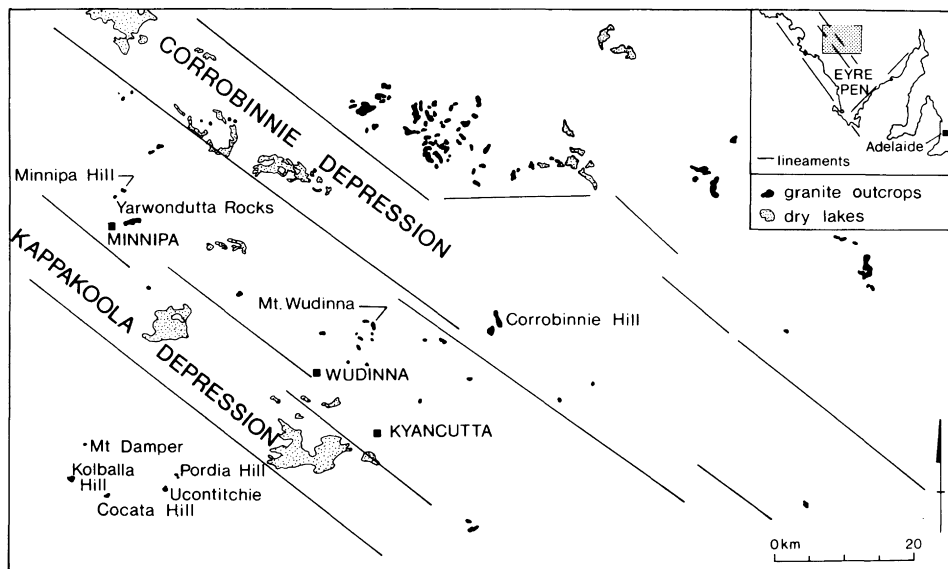 CORROBINNIE DEPRESSION
EYRE
PEN
Adelaide
lineaments
granite outcrops
dry lakes
Minnipa Hill
Yarwondutta Rocks
MINNIPA
KAPPAKOOLA DEPRESSION
Mt. Wudinna
Corrobinnie Hill
WUDINNA
KYANCUTTA
Mt Damper
Kolballa
Hill
Pordia Hill
Ucontitchie
Hill
Cocata Hill
0km 20